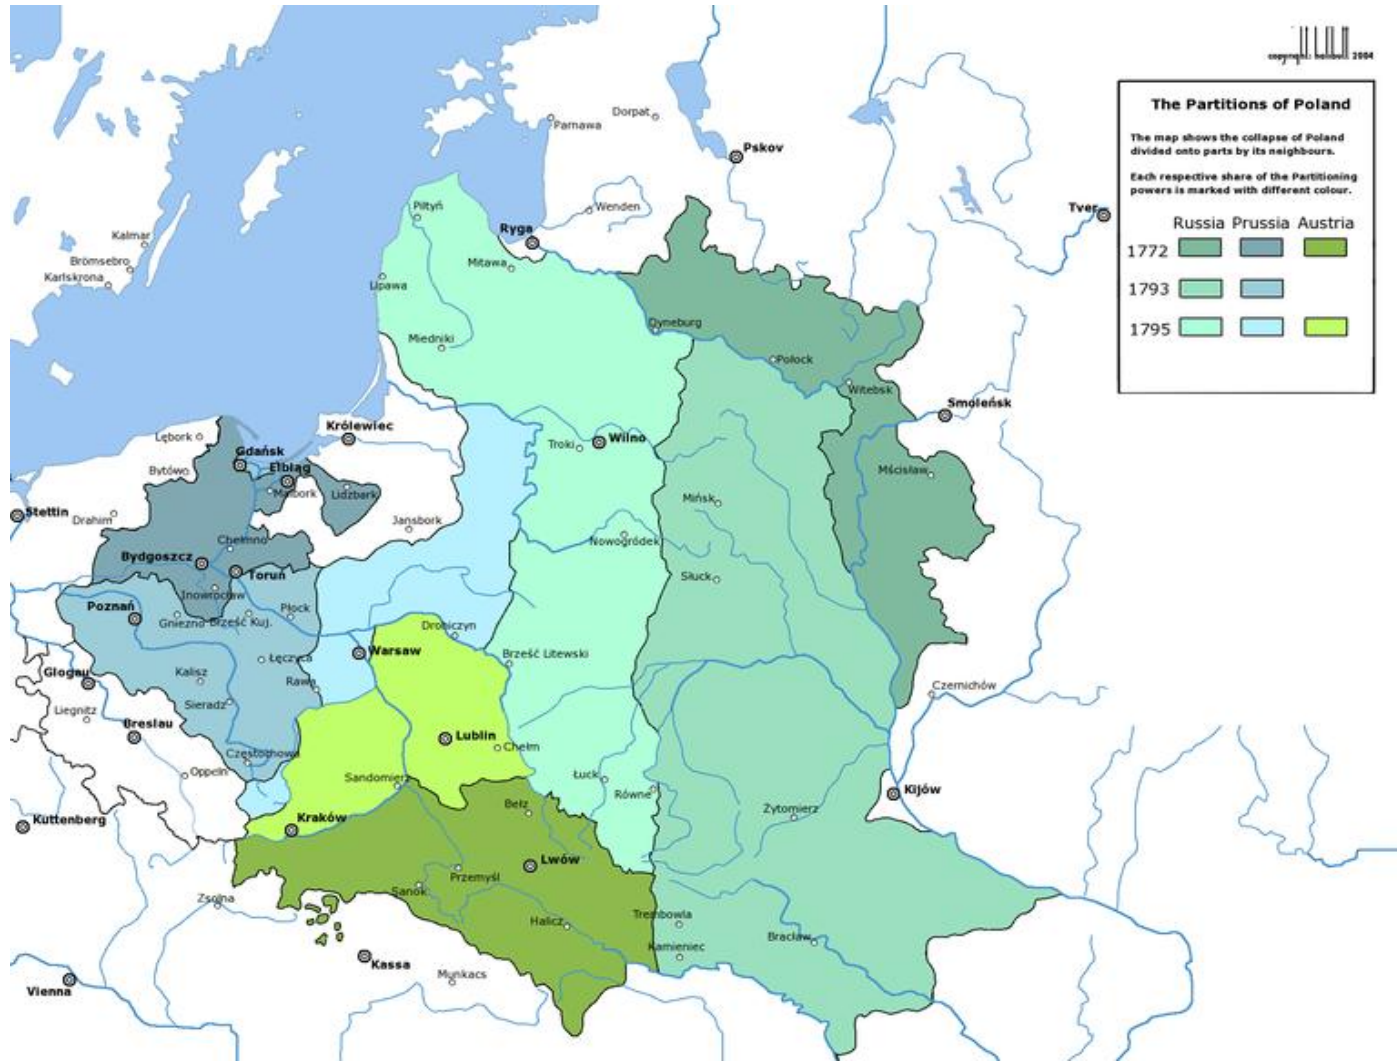 copyright: halibutt 2004
The Partitions of Poland
The map shows the collapse of Poland
divided onto parts by its neighbours.
Each respective share of the Partitioning
powers is marked with different colour.
Russia Prussia Austria
1772
1793
1795
Dorpat
Parnawa
Pskov
Piltyń
Wenden
Tver
Ryga
Kalmar
Bromsebro
Mitawa
Karlskrona
Lipawa
Dyneburg
Miedniki
Połock
Witebsk
Smoleńsk
Królewiec
Lębork
Troki
Wilno
Gdańsk
Elbląg
Bytów
Mścisław
Malbork
Lidzbark
Mińsk
Stettin
Drahim
Jansbork
Chełmno
Nowogródek
Bydgoszcz
Toruń
Słuck
Inowrocław
Poznań
Płock
Gniezno
Brześć Kuj.
Drohiczyn
Warsaw
Brześć Litewski
Łęczyca
Glogau
Kalisz
Rawa
Czernichów
Liegnitz
Sieradz
Breslau
Lublin
Chełm
Częstochowa
Oppeln
Sandomierz
Łuck
Równe
Kijów
Bełz
Żytomierz
Kuttenberg
Kraków
Lwów
Przemyśl
Sanok
Zsolna
Halicz
Trembowla
Bracław
Kamieniec
Kassa
Munkacs
Vienna